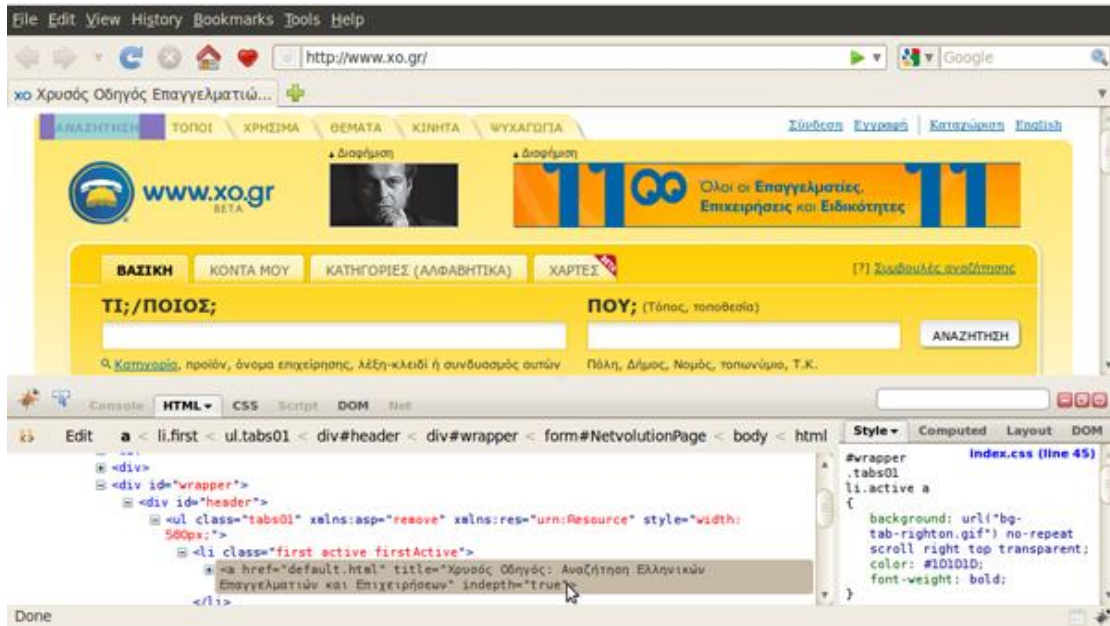 File Edit View History Bookmarks Tools Help
http://www.xo.gr/
Google
xo Χρυσός Οδηγός Επαγγελματιώ...
ΑΝΑΖΗΤΗΣΗ ΤΟΠΟΙ ΧΡΗΣΙΜΑ ΘΕΜΑΤΑ ΚΙΝΗΤΑ ΨΥΧΑΓΩΓΙΑ Σύνδεση Εγγραφή Καταχώριση English
Διαφήμιση Διαφήμιση
www.xo.gr
BETA
11 Όλοι οι Επαγγελματίες. 11
Επιχειρήσεις και Ειδικότητες
ΒΑΣΙΚΗ ΚΟΝΤΑ ΜΟΥ ΚΑΤΗΓΟΡΙΕΣ (ΑΛΦΑΒΗΤΙΚΑ) ΧΑΡΤΕΣ BETA [?] Συμβουλές αναζήτησης
ΤΙ;/ΠΟΙΟΣ; ΠΟΥ; (Τόπος, τοποθεσία)
ΑΝΑΖΗΤΗΣΗ
Κατηγορία, προϊόν, όνομα επιχείρησης, λέξη-κλειδί ή συνδυασμός αυτών Πόλη, Δήμος, Νομός, τοπωνύμιο, Τ.Κ.
Console HTML CSS Script DOM Net
Edit a < li.first < ul.tabs01 < div#header < div#wrapper < form#NetvolutionPage < body < html
Style Computed Layout DOM
<div>
<div id="wrapper">
<div id="header">
<ul class="tabs01" xmlns:asp="remove" xmlns:res="urn:Resource" style="width:
580px;">
<li class="first active firstActive">
<a href="default.html" title="Χρυσός Οδηγός: Αναζήτηση Ελληνικών
Επαγγελματιών και Επιχειρήσεων" indepth="true">
</li>
#wrapper index.css (line 45)
.tabs01
li.active a
{
background: url("bg-
tab-righton.gif") no-repeat
scroll right top transparent;
color: #1D1D1D;
font-weight: bold;
}
Done